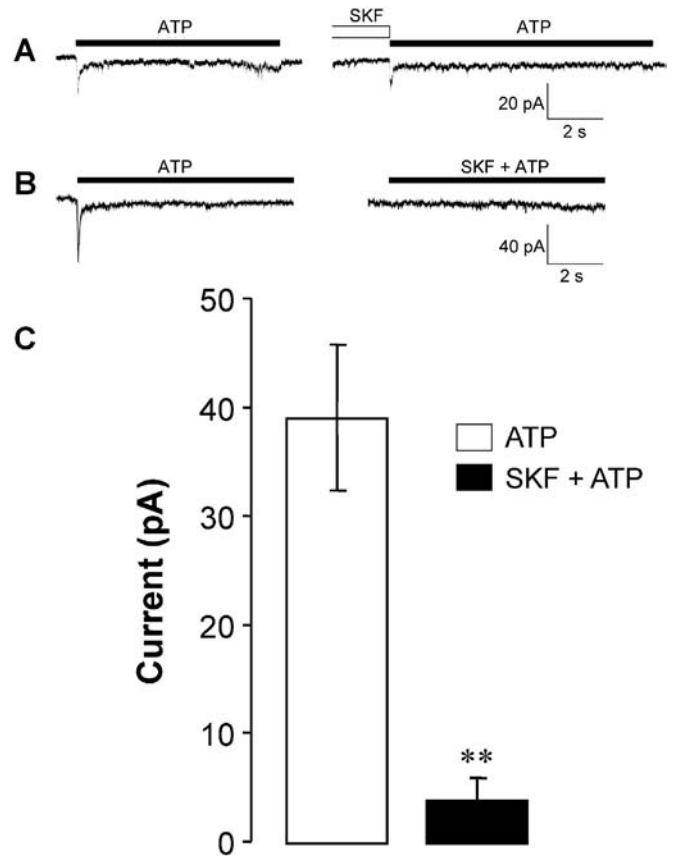 A
ATP
SKF
ATP
20 pA
2 s
B
ATP
SKF + ATP
40 pA
2 s
C
50
40
30
20
10
0
Current (pA)
ATP
SKF + ATP
**